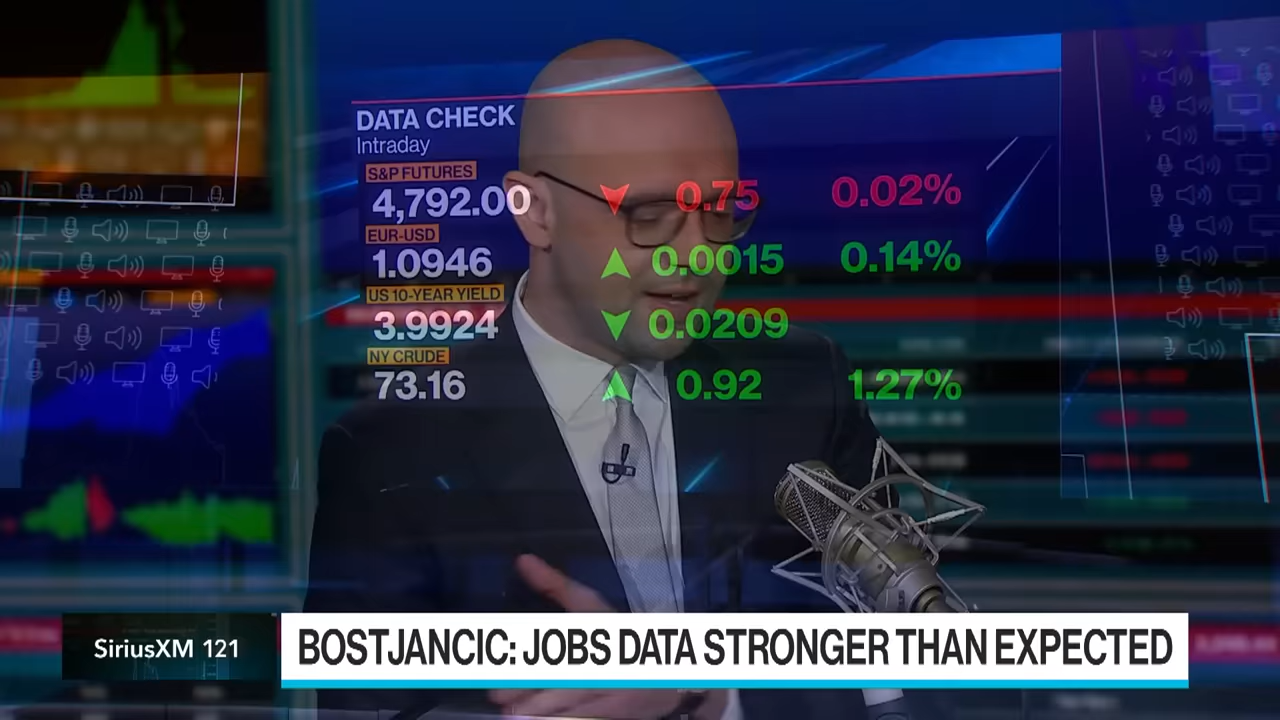 DATA CHECK
Intraday
S&P FUTURES
4,792.00 ▼ 0.75 0.02%
EUR-USD
1.0946 ▲ 0.0015 0.14%
US 10-YEAR YIELD
3.9924 ▼ 0.0209
NY CRUDE
73.16 ▲ 0.92 1.27%
SiriusXM 121
BOSTJANCIC: JOBS DATA STRONGER THAN EXPECTED